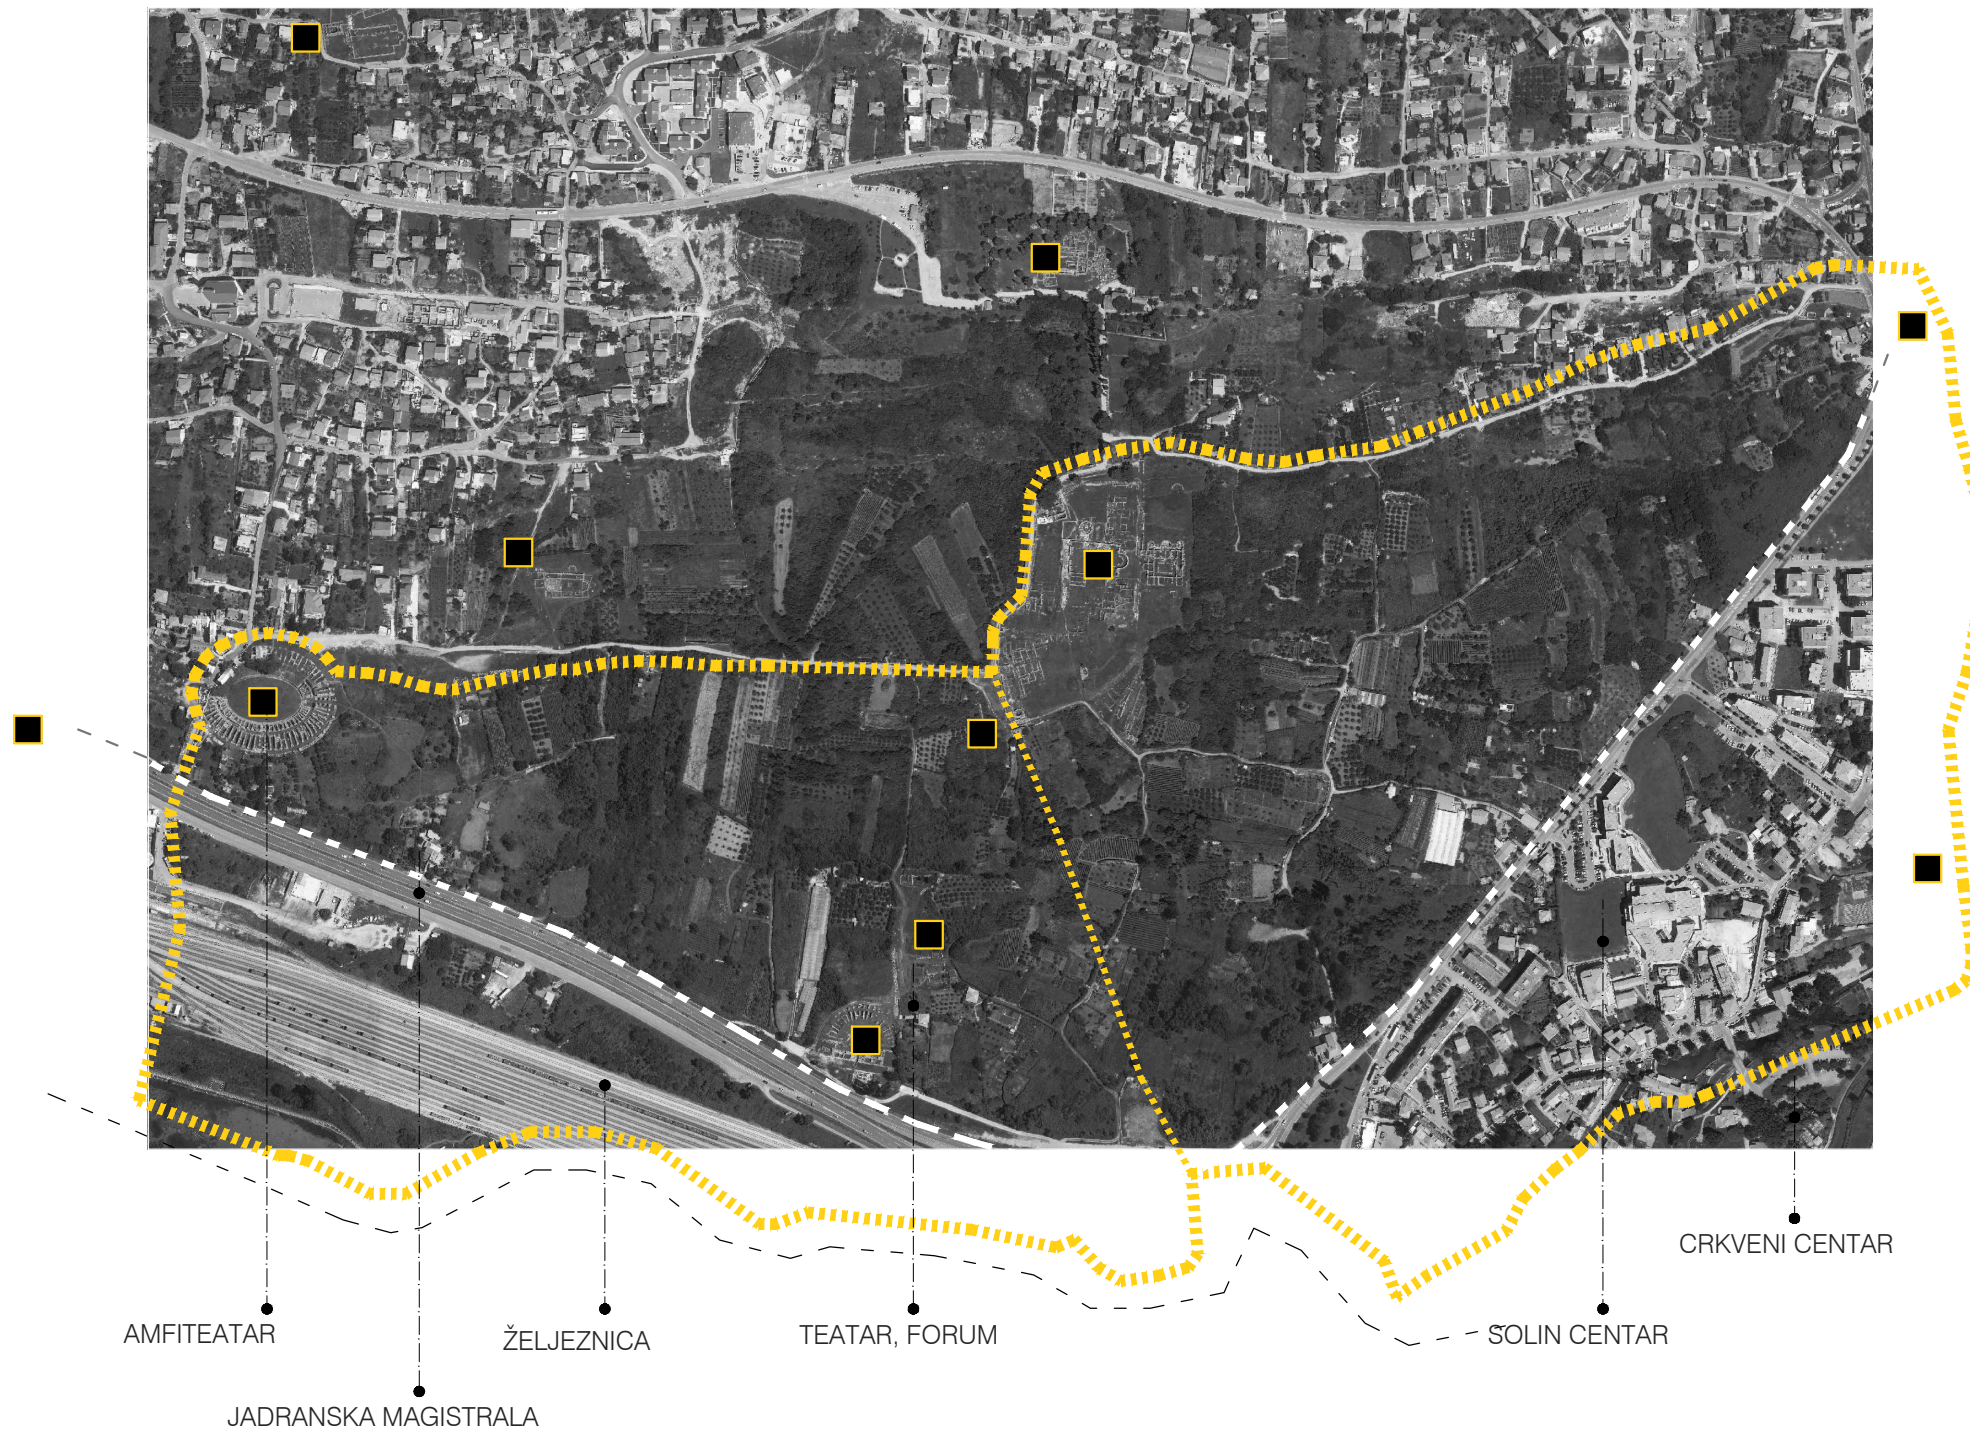 CRKVENI CENTAR
AMFITEATAR
ŽELJEZNICA
TEATAR, FORUM
SOLIN CENTAR
JADRANSKA MAGISTRALA